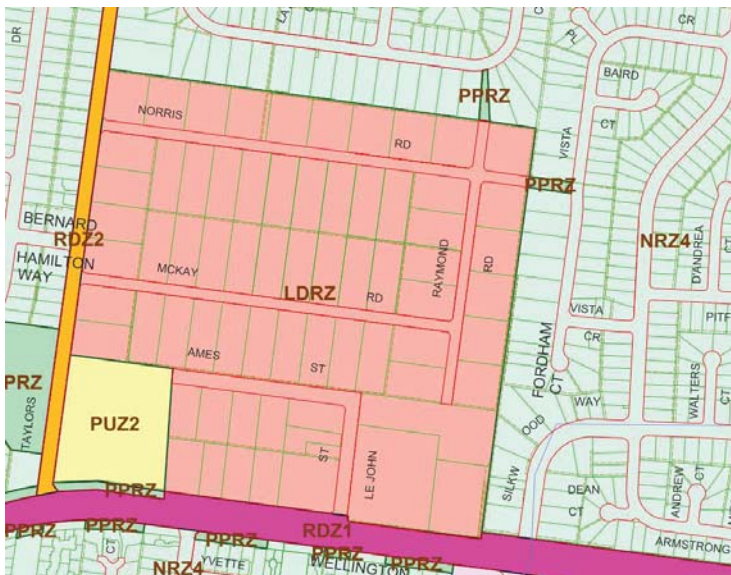 DR
CR
PL
BAIRD
CT
PPRZ
NORRIS
RD
VISTA
PPRZ
BERNARD
RDZ2
HAMILTON
WAY
NRZ4
D'ANDREA
CT
MCKAY
LDRZ
RD
RAYMOND
RD
VISTA
CR
PITF
AMES
ST
FORDHAM
CT
WAY
WALTERS
CT
PRZ
TAYLORS
PUZ2
OOD
SILKW
ST
LE JOHN
DEAN
CT
ANDREW
CT
PPRZ
RDZ1
PPRZ
PPRZ
PPRZ
PPRZ
PPRZ
CT
YVETTE
NRZ4
WELLINGTON
ARMSTRONG